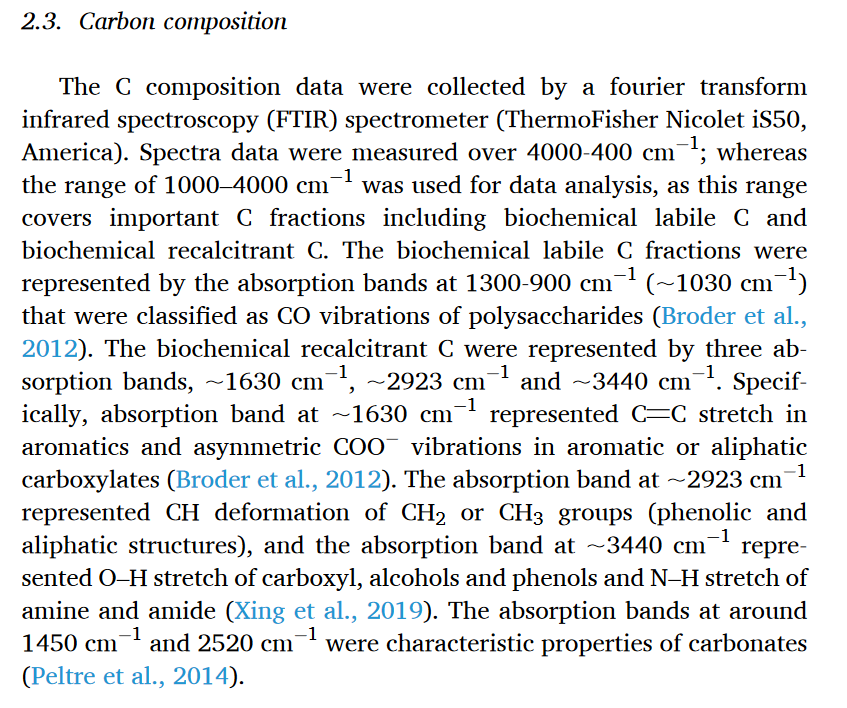 2.3. Carbon composition
The C composition data were collected by a fourier transform
infrared spectroscopy (FTIR) spectrometer (ThermoFisher Nicolet iS50,
America). Spectra data were measured over 4000-400 cm⁻¹; whereas
the range of 1000–4000 cm⁻¹ was used for data analysis, as this range
covers important C fractions including biochemical labile C and
biochemical recalcitrant C. The biochemical labile C fractions were
represented by the absorption bands at 1300-900 cm⁻¹ (~1030 cm⁻¹)
that were classified as CO vibrations of polysaccharides (Broder et al.,
2012). The biochemical recalcitrant C were represented by three ab-
sorption bands, ~1630 cm⁻¹, ~2923 cm⁻¹ and ~3440 cm⁻¹. Specif-
ically, absorption band at ~1630 cm⁻¹ represented C=C stretch in
aromatics and asymmetric COO⁻ vibrations in aromatic or aliphatic
carboxylates (Broder et al., 2012). The absorption band at ~2923 cm⁻¹
represented CH deformation of CH₂ or CH₃ groups (phenolic and
aliphatic structures), and the absorption band at ~3440 cm⁻¹ repre-
sented O–H stretch of carboxyl, alcohols and phenols and N–H stretch of
amine and amide (Xing et al., 2019). The absorption bands at around
1450 cm⁻¹ and 2520 cm⁻¹ were characteristic properties of carbonates
(Peltre et al., 2014).